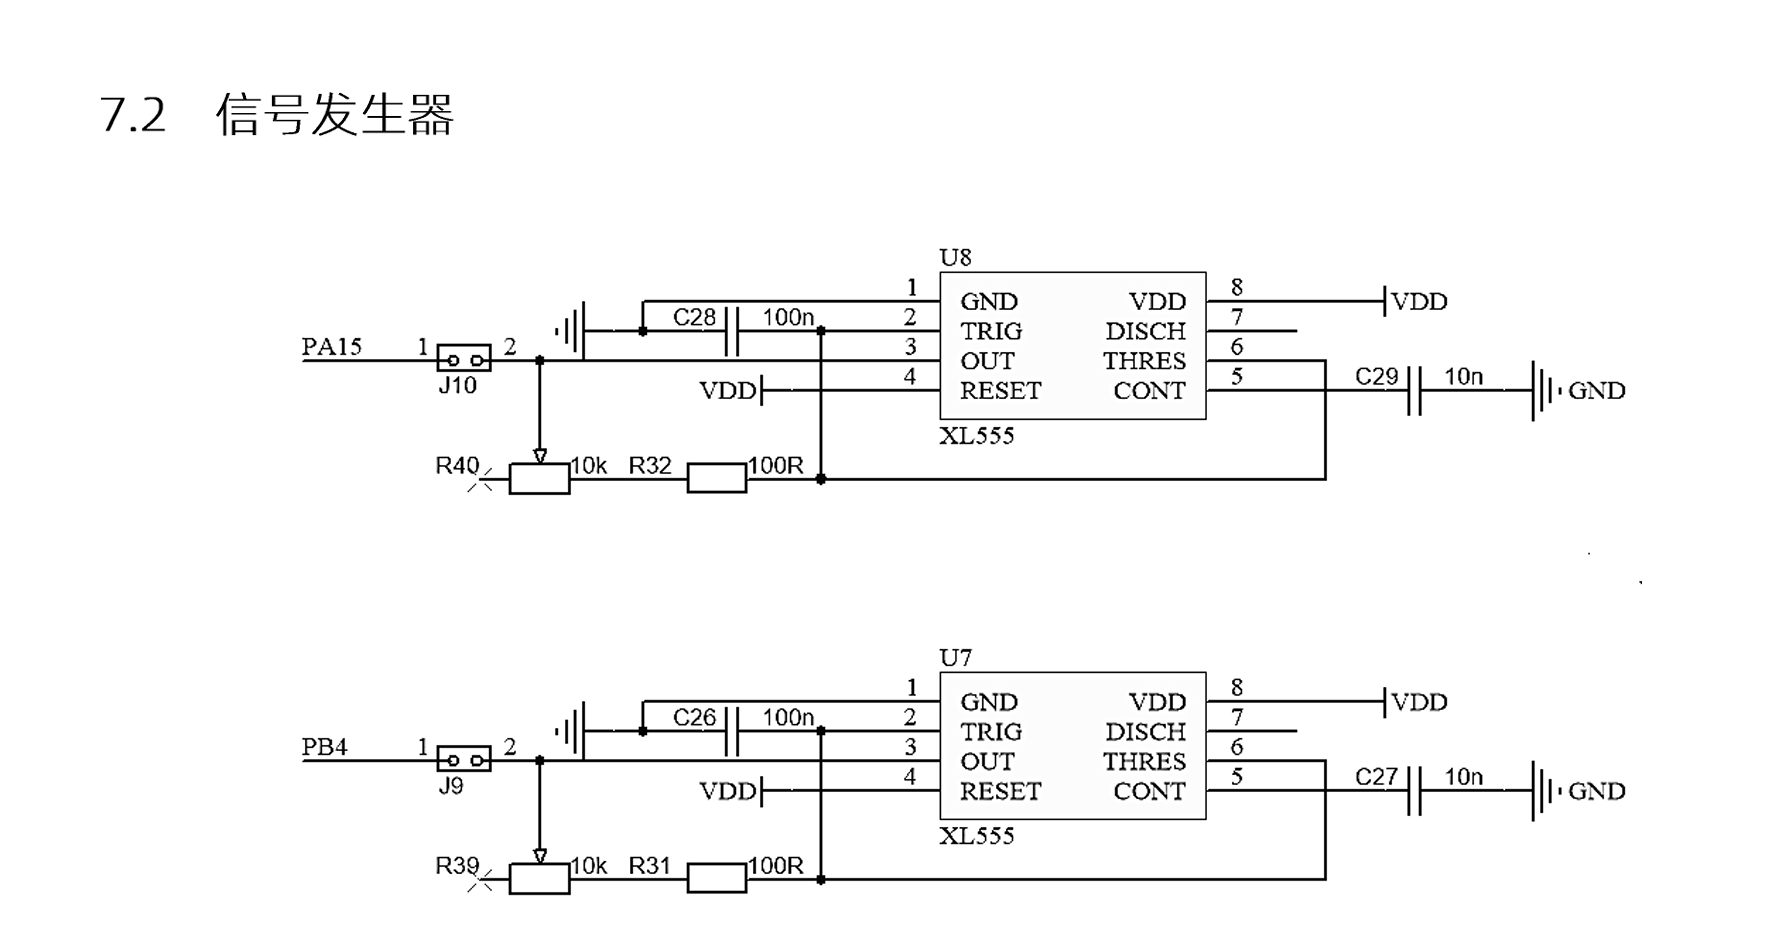 7.2 信号发生器
U8
1 GND VDD 8 VDD
C28 100n 2 TRIG DISCH 7
PA15 1 2 3 OUT THRES 6
J10 VDD 4 RESET CONT 5 C29 10n GND
XL555
R40 10k R32 100R
U7
1 GND VDD 8 VDD
C26 100n 2 TRIG DISCH 7
PB4 1 2 3 OUT THRES 6
J9 VDD 4 RESET CONT 5 C27 10n GND
XL555
R39 10k R31 100R